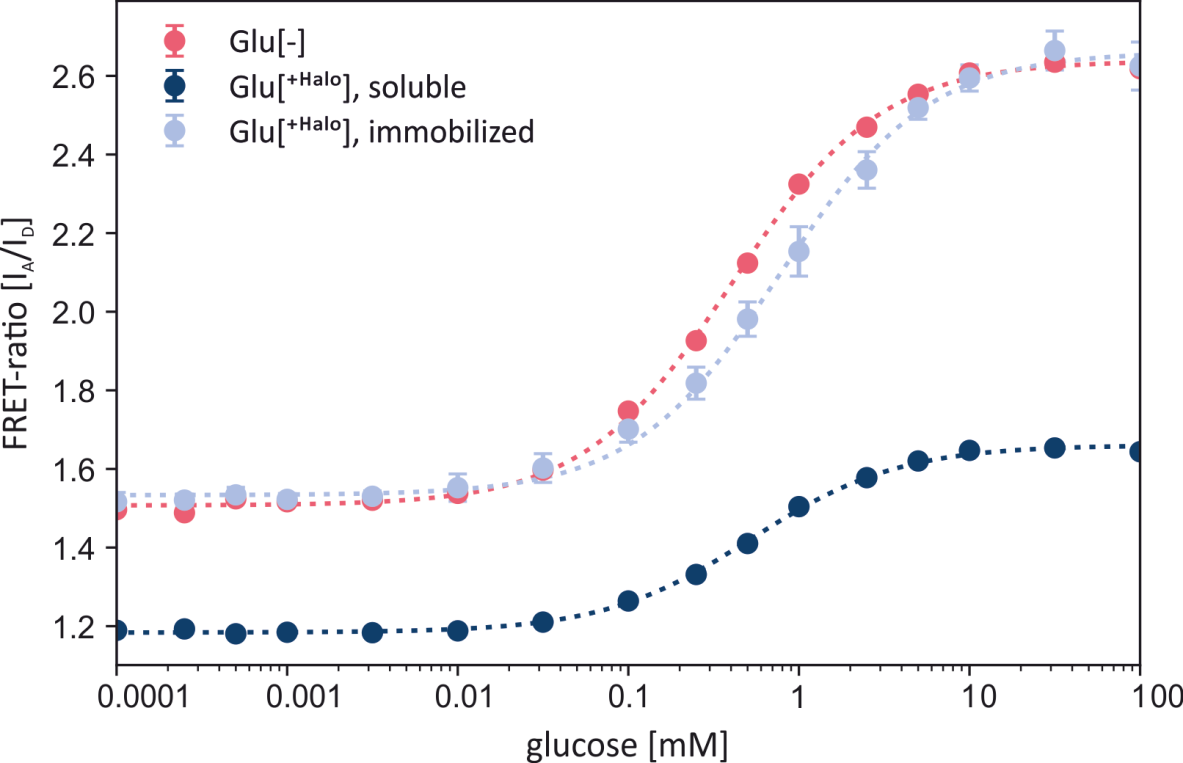 Glu[-]
Glu[⁺ᴴᵃˡᵒ], soluble
Glu[⁺ᴴᵃˡᵒ], immobilized
FRET-ratio [I_A/I_D]
2.6
2.4
2.2
2.0
1.8
1.6
1.4
1.2
0.0001 0.001 0.01 0.1 1 10 100
glucose [mM]